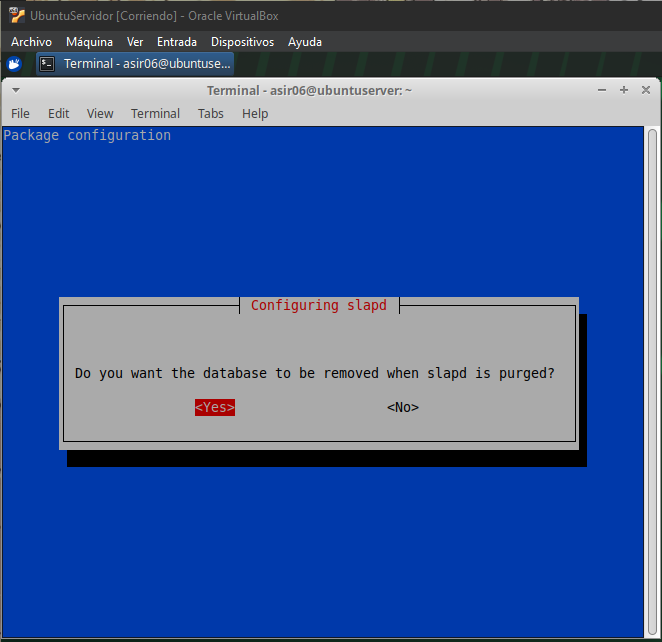 UbuntuServidor [Corriendo] - Oracle VirtualBox
Archivo Máquina Ver Entrada Dispositivos Ayuda
Terminal - asir06@ubuntuse...
Terminal - asir06@ubuntuserver: ~
File Edit View Terminal Tabs Help
Package configuration
Configuring slapd
Do you want the database to be removed when slapd is purged?
<Yes> <No>